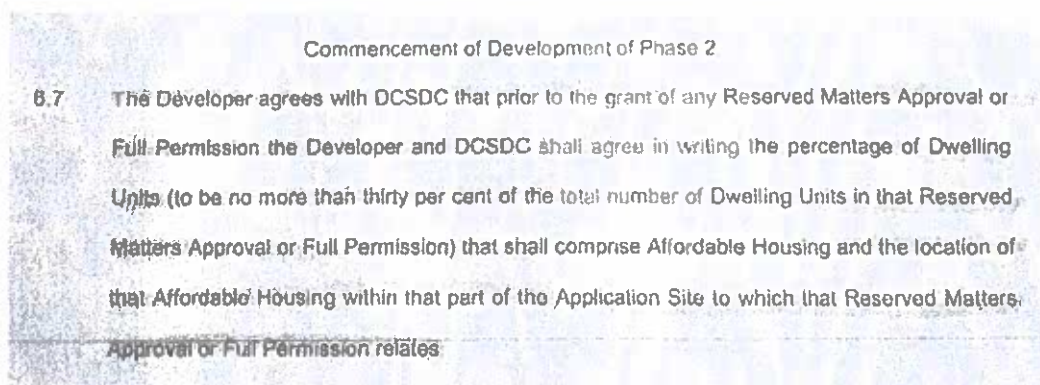 Commencement of Development of Phase 2
6.7 The Developer agrees with DCSDC that prior to the grant of any Reserved Matters Approval or
Full Permission the Developer and DCSDC shall agree in writing the percentage of Dwelling
Units (to be no more than thirty per cent of the total number of Dwelling Units in that Reserved
Matters Approval or Full Permission) that shall comprise Affordable Housing and the location of
that Affordable Housing within that part of the Application Site to which that Reserved Matters
Approval or Full Permission relates